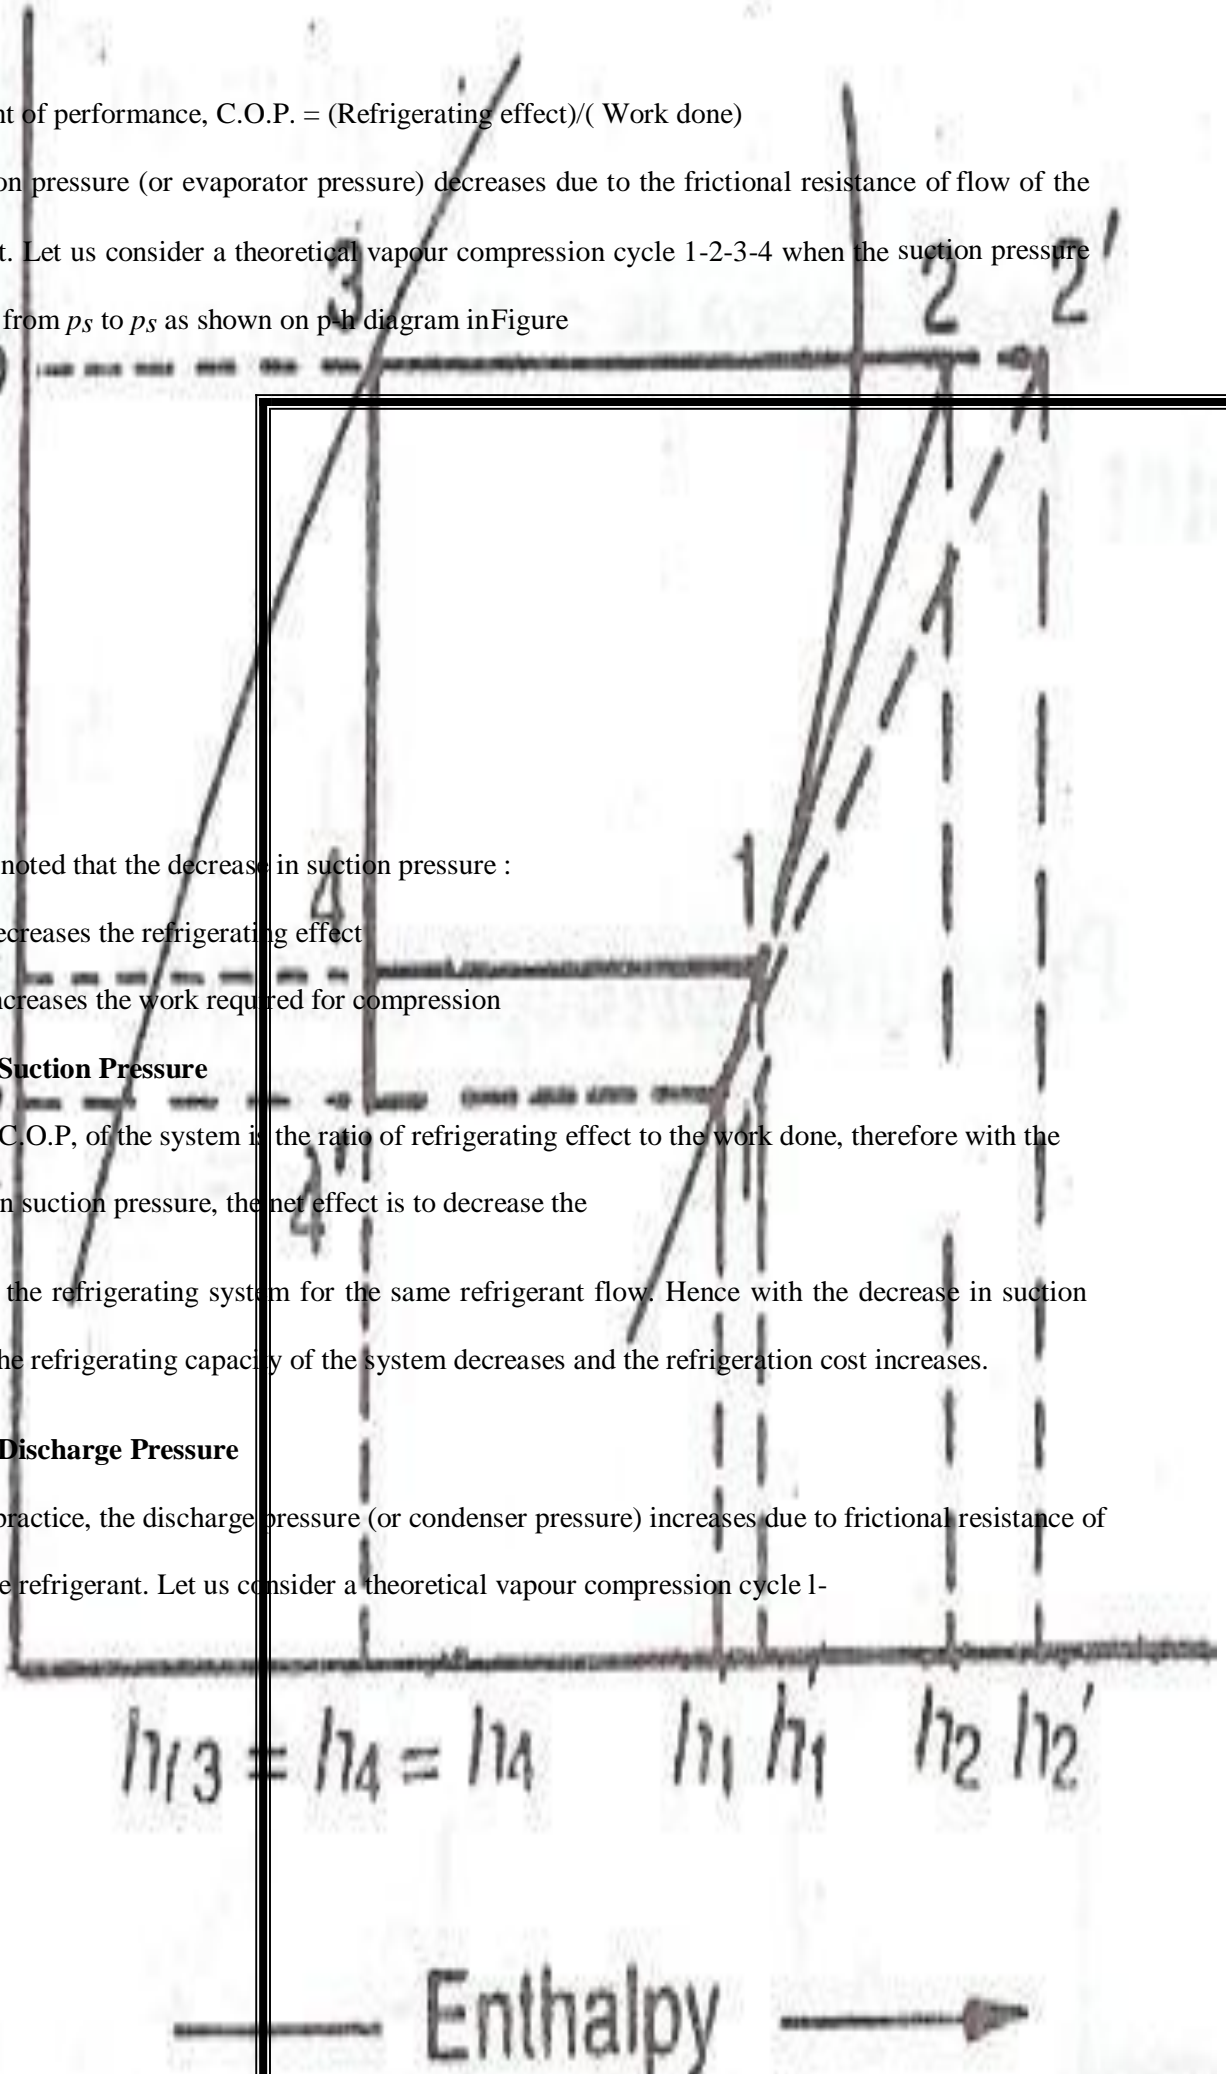 nt of performance, C.O.P. = (Refrigerating effect)/( Work done)
on pressure (or evaporator pressure) decreases due to the frictional resistance of flow of the
t. Let us consider a theoretical vapour compression cycle 1-2-3-4 when the suction pressure
3 2 2'
from ps to ps as shown on p-h diagram inFigure
noted that the decrease in suction pressure :
4 1
ecreases the refrigerating effect
ncreases the work required for compression
Suction Pressure
C.O.P, of the system is the ratio of refrigerating effect to the work done, therefore with the
4'
n suction pressure, the net effect is to decrease the
the refrigerating system for the same refrigerant flow. Hence with the decrease in suction
he refrigerating capacity of the system decreases and the refrigeration cost increases.
Discharge Pressure
practice, the discharge pressure (or condenser pressure) increases due to frictional resistance of
e refrigerant. Let us consider a theoretical vapour compression cycle l-
hf3 = h4 = h4 h1 h1' h2 h2'
Enthalpy